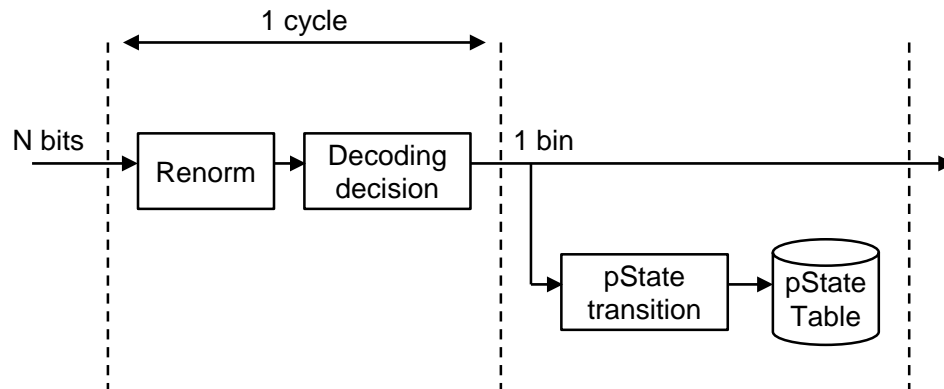 1 cycle
N bits
Renorm
Decoding
decision
1 bin
pState
transition
pState
Table